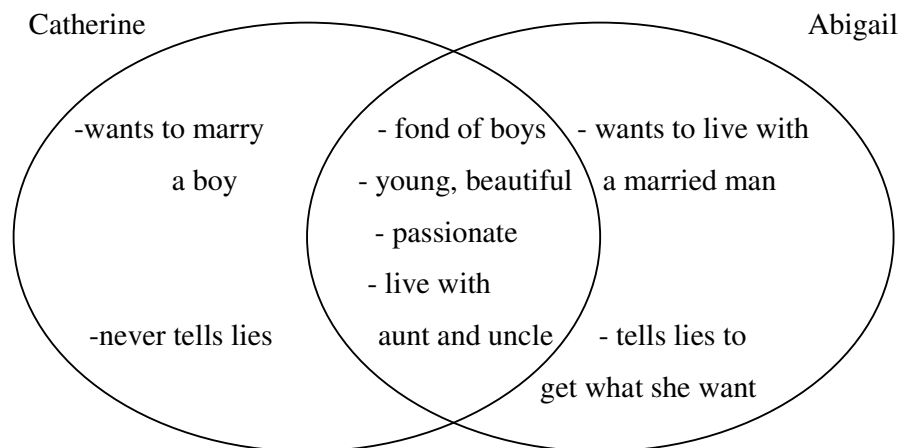 Catherine
Abigail
-wants to marry
a boy
-never tells lies
- fond of boys
- young, beautiful
- passionate
- live with
aunt and uncle
- wants to live with
a married man
- tells lies to
get what she want